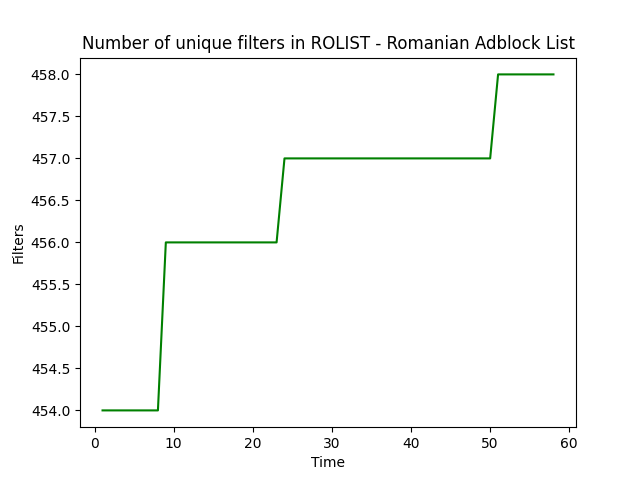 Number of unique filters in ROLIST - Romanian Adblock List
458.0
457.5
457.0
456.5
456.0
455.5
455.0
454.5
454.0
Filters
0 10 20 30 40 50 60
Time